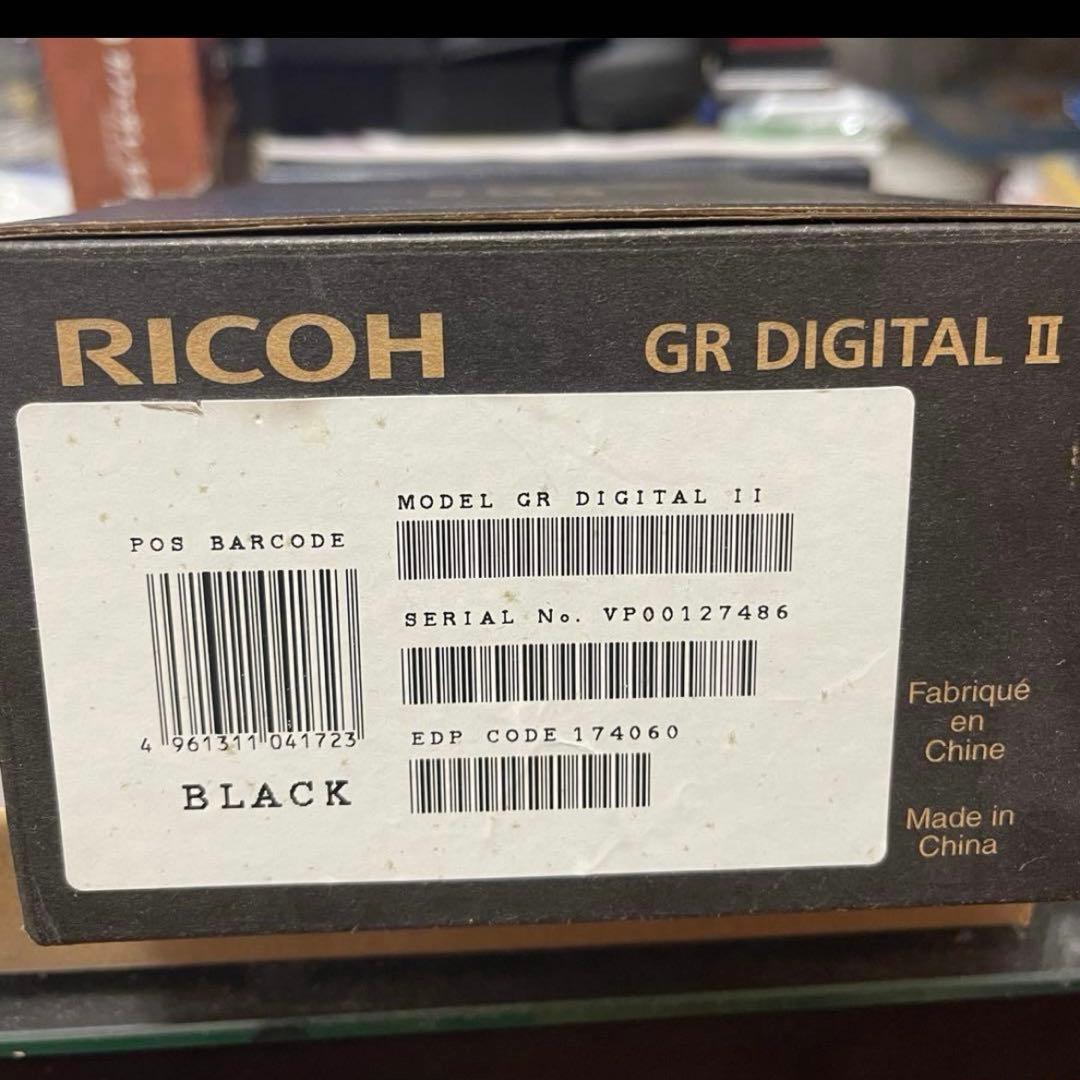 RICOH
GR DIGITAL II
MODEL GR DIGITAL II
POS BARCODE
SERIAL No. VP00127486
4 961311 041723
EDP CODE 174060
BLACK
Fabriqué
en
Chine
Made in
China